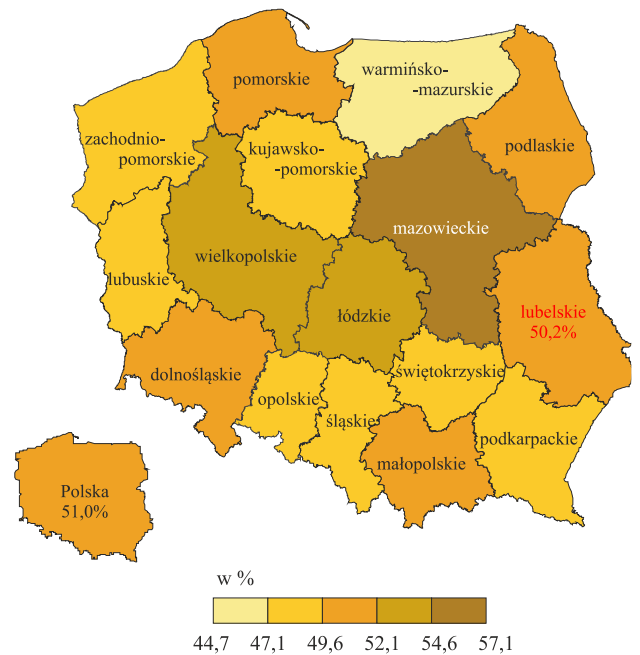 pomorskie
warmińsko-
-mazurskie
zachodnio-
pomorskie
kujawsko-
-pomorskie
podlaskie
mazowieckie
wielkopolskie
lubuskie
łódzkie
lubelskie
50,2%
dolnośląskie
opolskie
śląskie
świętokrzyskie
podkarpackie
małopolskie
Polska
51,0%
w %
44,7 47,1 49,6 52,1 54,6 57,1